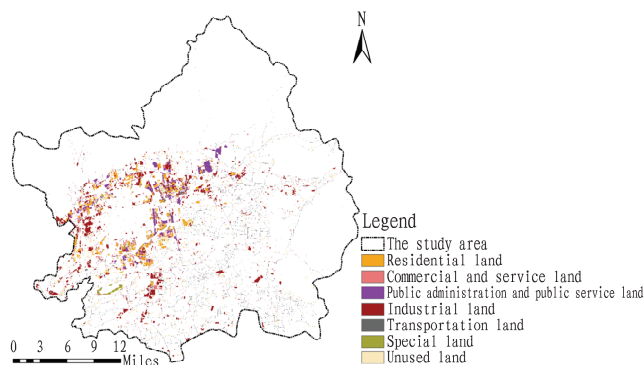 N
Legend
The study area
Residential land
Commercial and service land
Public administration and public service land
Industrial land
Transportation land
Special land
Unused land
0 3 6 9 12
Miles